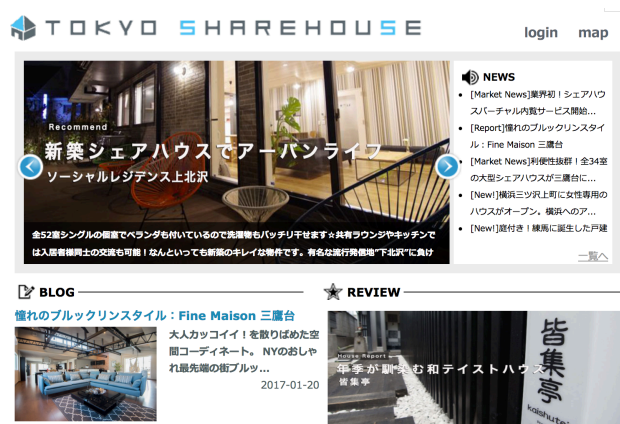 TOKYO SHAREHOUSE
login
map
Recommend
新築シェアハウスでアーバンライフ
ソーシャルレジデンス上北沢
全52室シングルの個室でベランダも付いているので洗濯物もバッチリ干せます☆共有ラウンジやキッチンで
は入居者様同士の交流も可能！なんといっても新築のキレイな物件です。有名な流行発信地“下北沢”に負け
NEWS
[Market News]業界初！シェアハウ
スバーチャル内覧サービス開始...
[Report]憧れのブルックリンスタイ
ル：Fine Maison 三鷹台
[Market News]利便性抜群！全34室
の大型シェアハウスが三鷹台に...
[New!]横浜三ツ沢上町に女性専用の
ハウスがオープン。横浜へのア...
[New!]庭付き！練馬に誕生した戸建
一覧へ
BLOG
憧れのブルックリンスタイル：Fine Maison 三鷹台
大人カッコイイ！を散りばめた空
間コーディネート。 NYのおしゃ
れ最先端の街ブルッ...
2017-01-20
REVIEW
House Report
年季が馴染む和テイストハウス
皆集亭
皆集亭
kaishutei